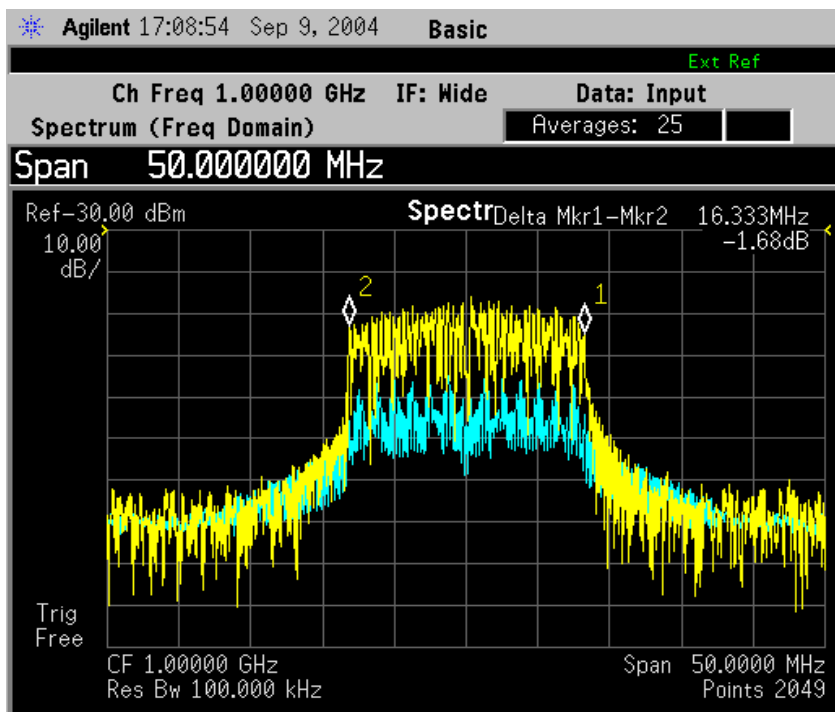 Agilent 17:08:54 Sep 9, 2004 Basic
Ext Ref
Ch Freq 1.00000 GHz IF: Wide Data: Input
Spectrum (Freq Domain) Averages: 25
Span 50.000000 MHz
Ref-30.00 dBm Spectr Delta Mkr1-Mkr2 16.333MHz
10.00 -1.68dB
dB/
2 1
Trig
Free
CF 1.00000 GHz Span 50.0000 MHz
Res Bw 100.000 kHz Points 2049